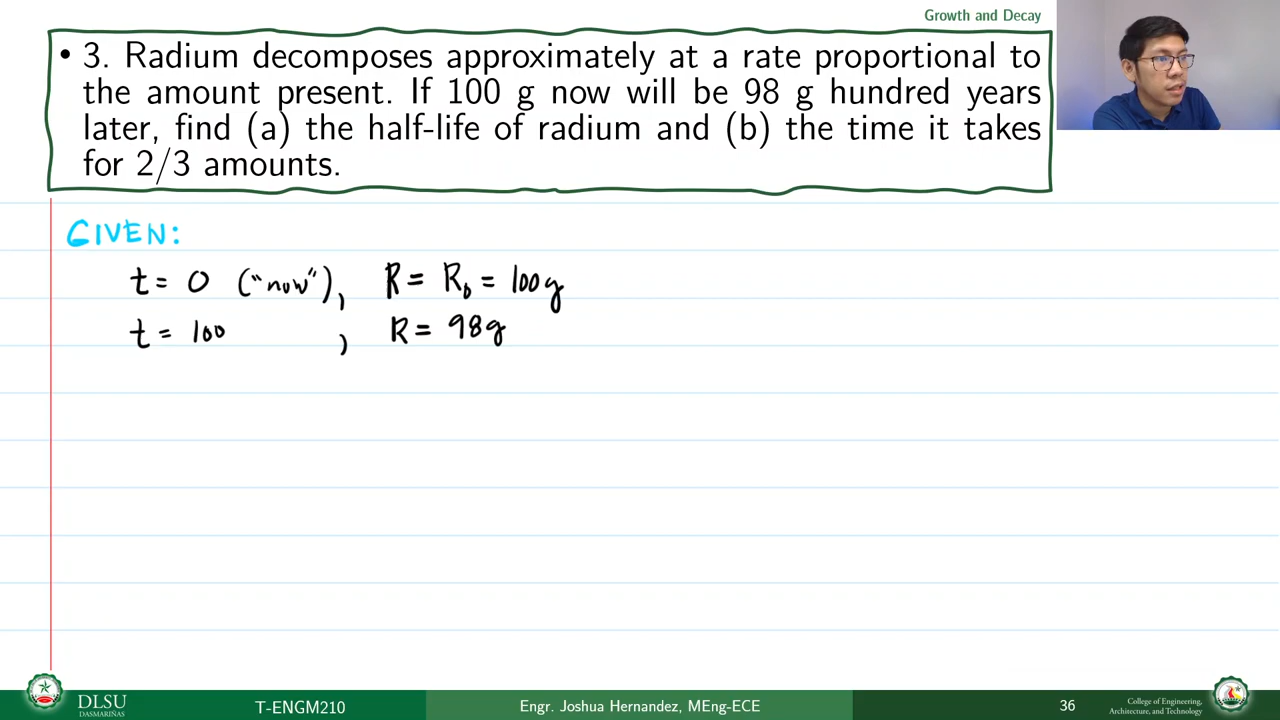 Growth and Decay
• 3. Radium decomposes approximately at a rate proportional to
the amount present. If 100 g now will be 98 g hundred years
later, find (a) the half-life of radium and (b) the time it takes
for 2/3 amounts.
GIVEN:
t = 0 ("now"), R = R₀ = 100g
t = 100 , R = 98g
DLSU
DASMARIÑAS
T-ENGM210
Engr. Joshua Hernandez, MEng-ECE
36
College of Engineering,
Architecture, and Technology